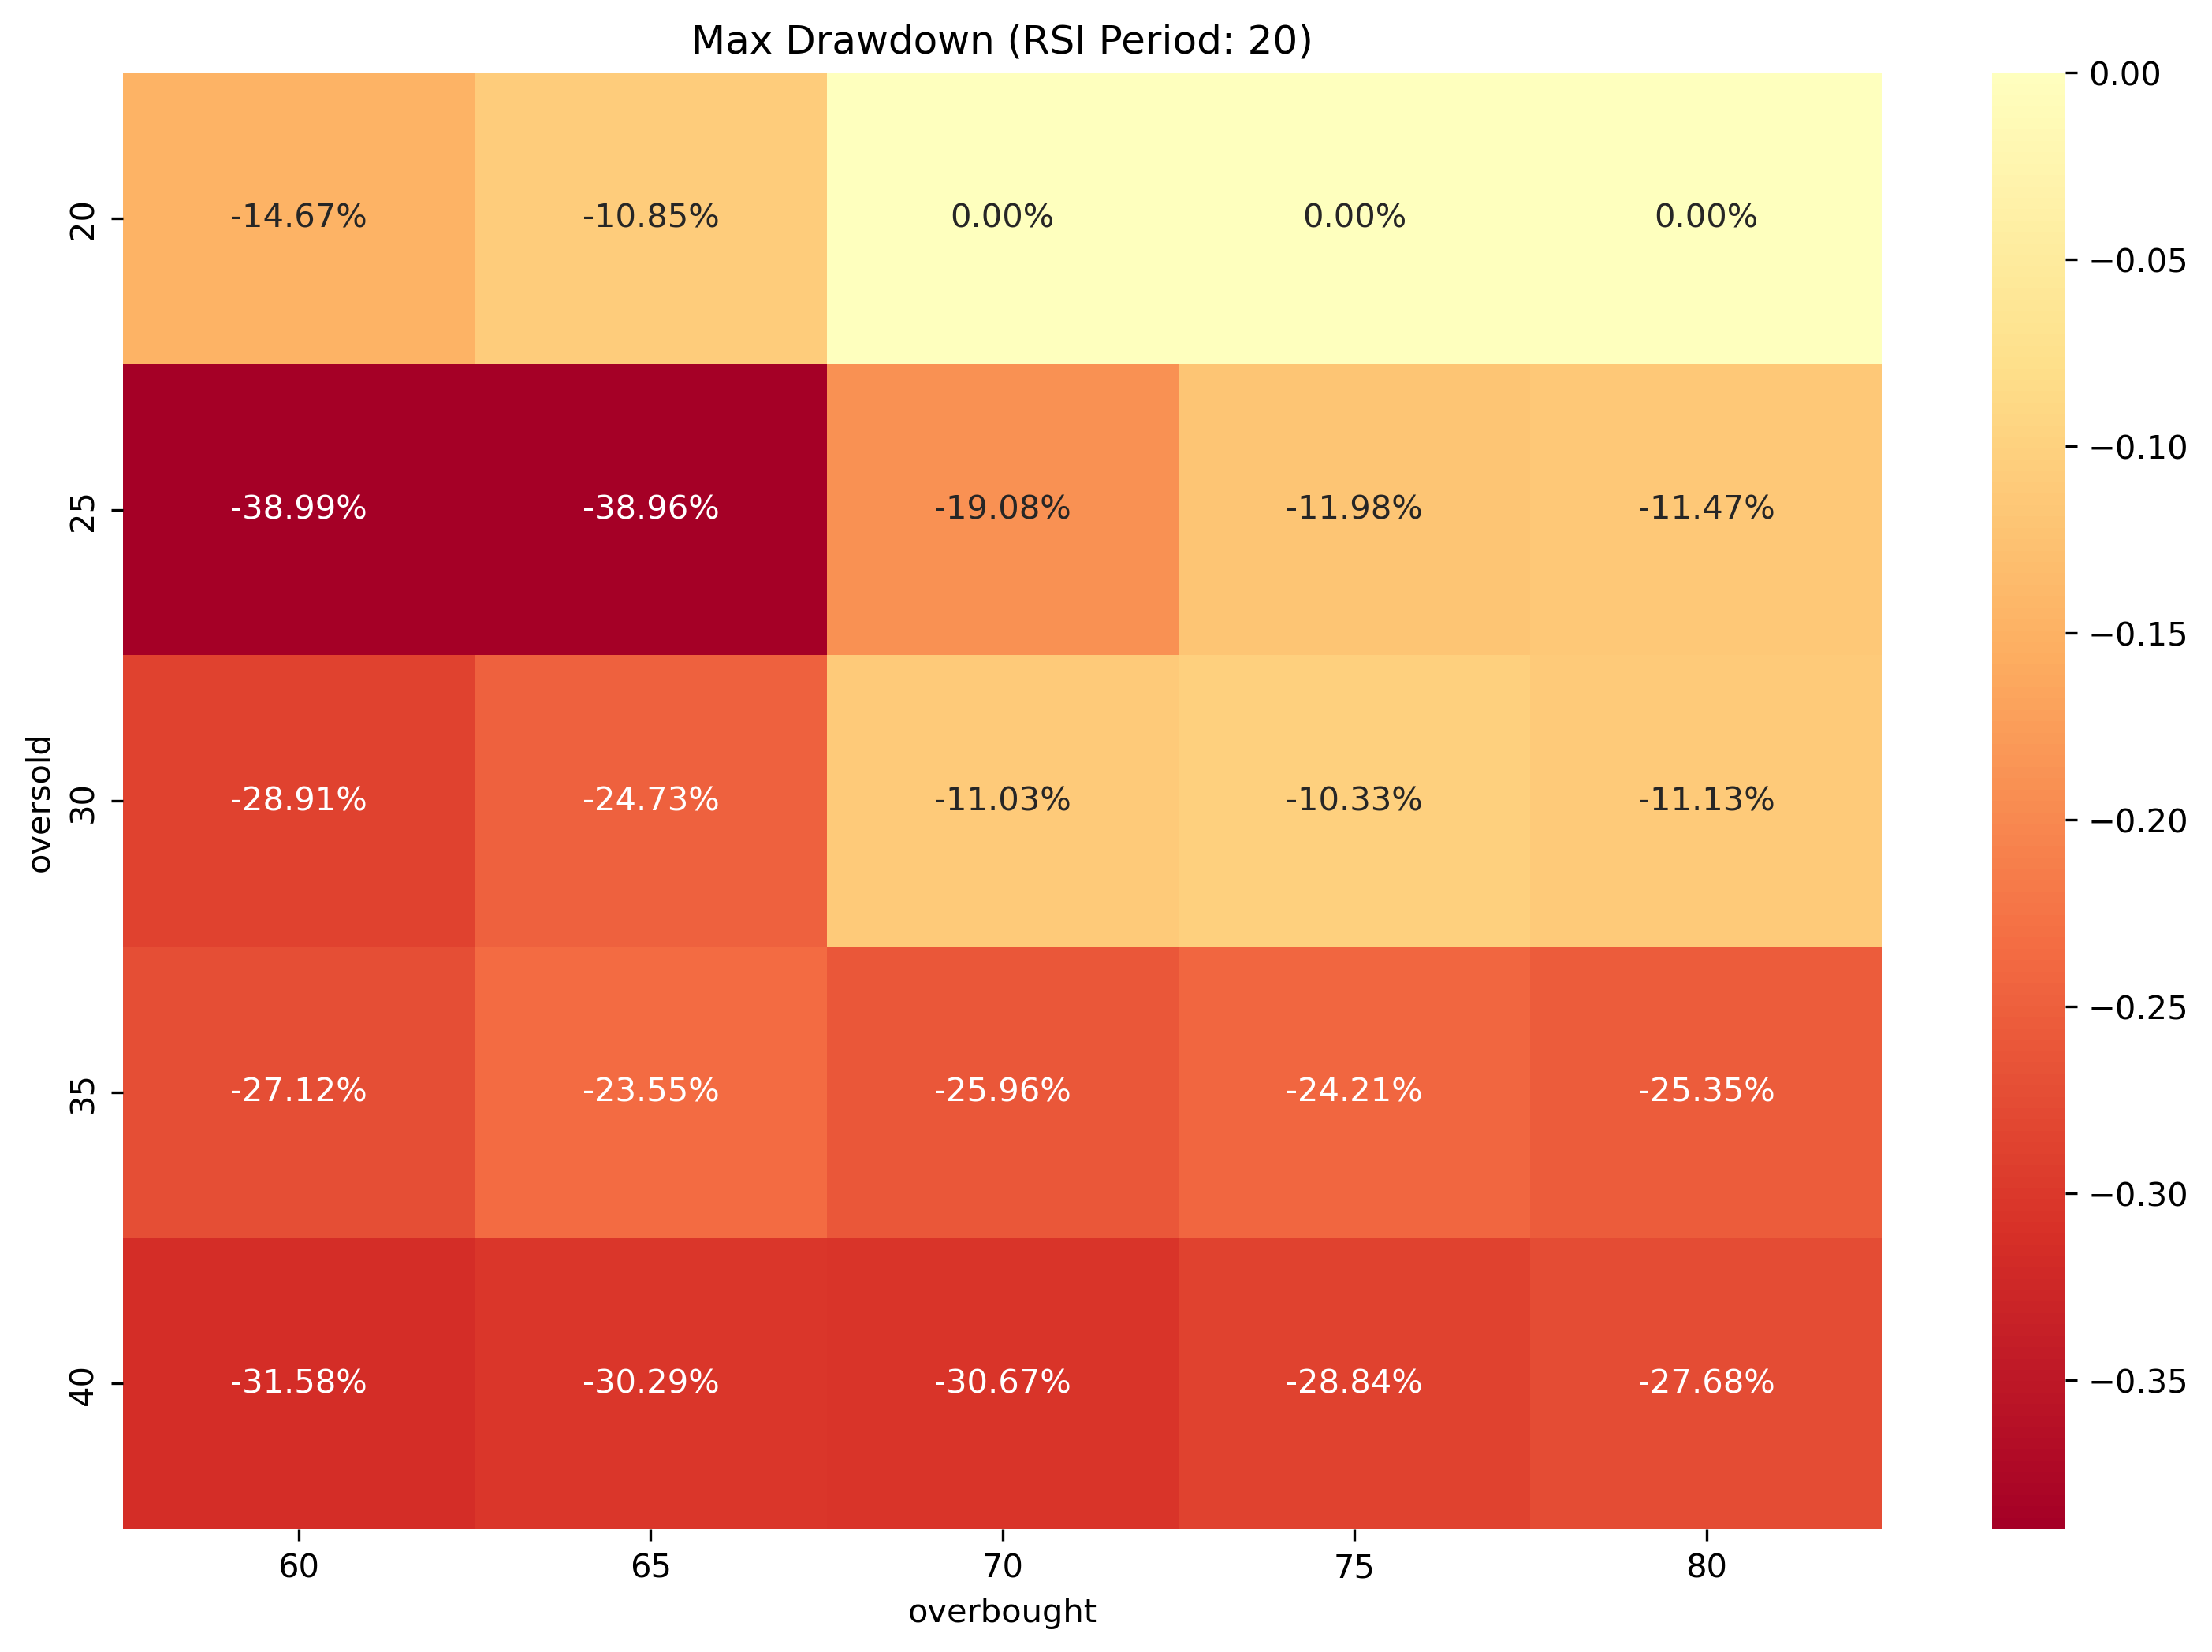 Max Drawdown (RSI Period: 20)
20 -14.67% -10.85% 0.00% 0.00% 0.00%
25 -38.99% -38.96% -19.08% -11.98% -11.47%
30 -28.91% -24.73% -11.03% -10.33% -11.13%
35 -27.12% -23.55% -25.96% -24.21% -25.35%
40 -31.58% -30.29% -30.67% -28.84% -27.68%
60 65 70 75 80
overbought
oversold
0.00
−0.05
−0.10
−0.15
−0.20
−0.25
−0.30
−0.35